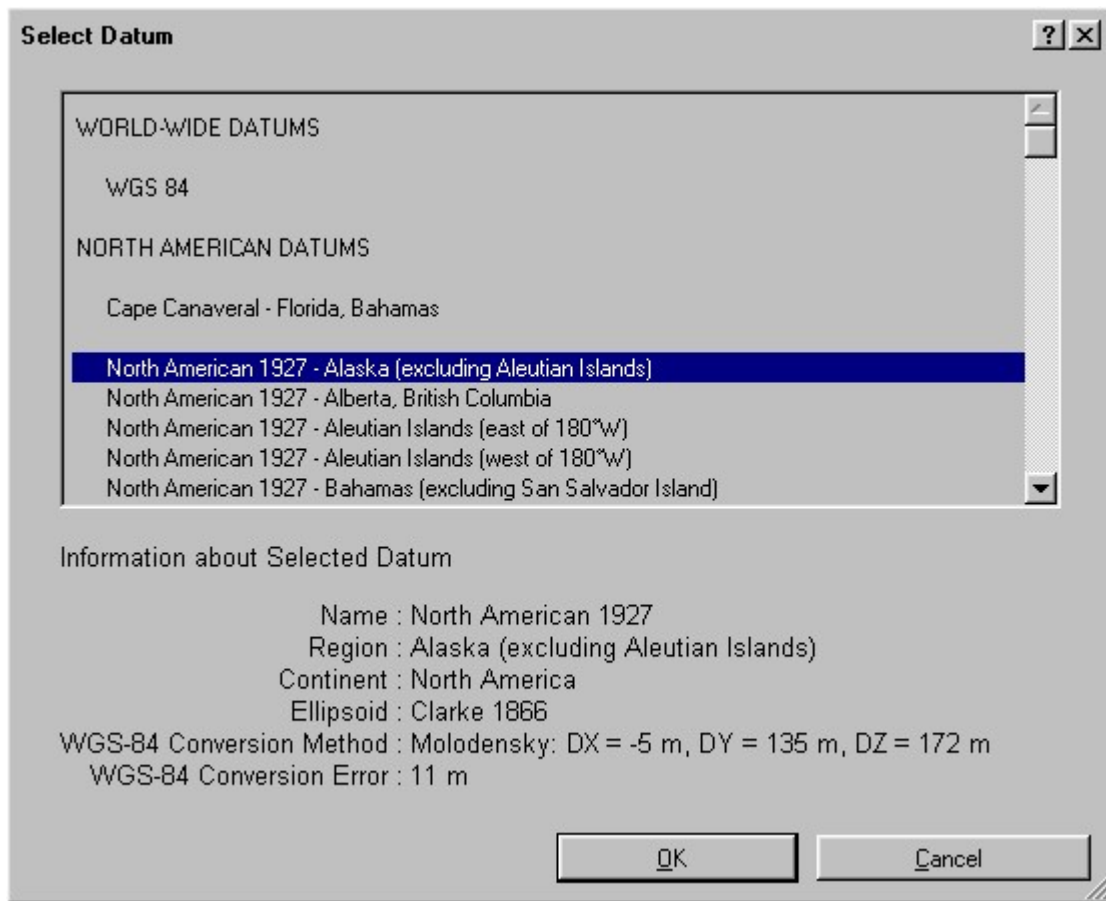 Select Datum
WORLD-WIDE DATUMS
WGS 84
NORTH AMERICAN DATUMS
Cape Canaveral - Florida, Bahamas
North American 1927 - Alaska (excluding Aleutian Islands)
North American 1927 - Alberta, British Columbia
North American 1927 - Aleutian Islands (east of 180°W)
North American 1927 - Aleutian Islands (west of 180°W)
North American 1927 - Bahamas (excluding San Salvador Island)
Information about Selected Datum
Name : North American 1927
Region : Alaska (excluding Aleutian Islands)
Continent : North America
Ellipsoid : Clarke 1866
WGS-84 Conversion Method : Molodensky: DX = -5 m, DY = 135 m, DZ = 172 m
WGS-84 Conversion Error : 11 m
OK
Cancel